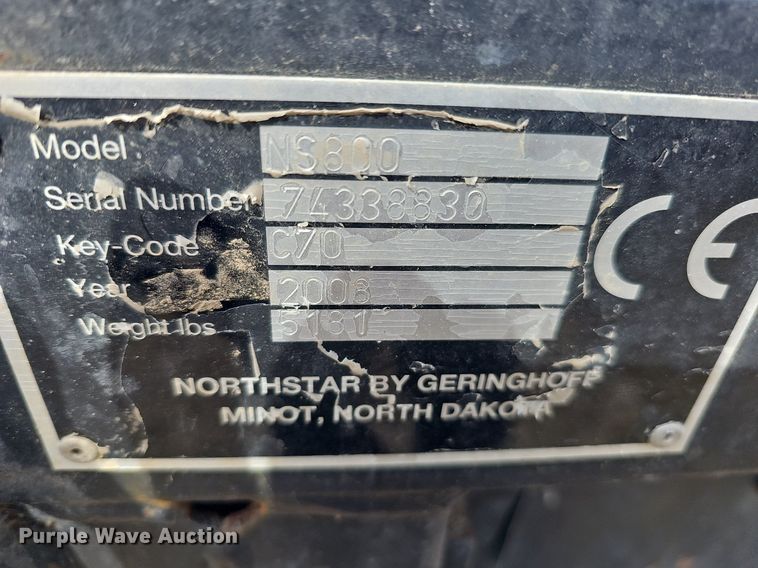 Model NS800
Serial Number 74338830
Key-Code C70
Year 2008
Weight lbs 5181
CE
NORTHSTAR BY GERINGHOFF
MINOT, NORTH DAKOTA
Purple Wave Auction